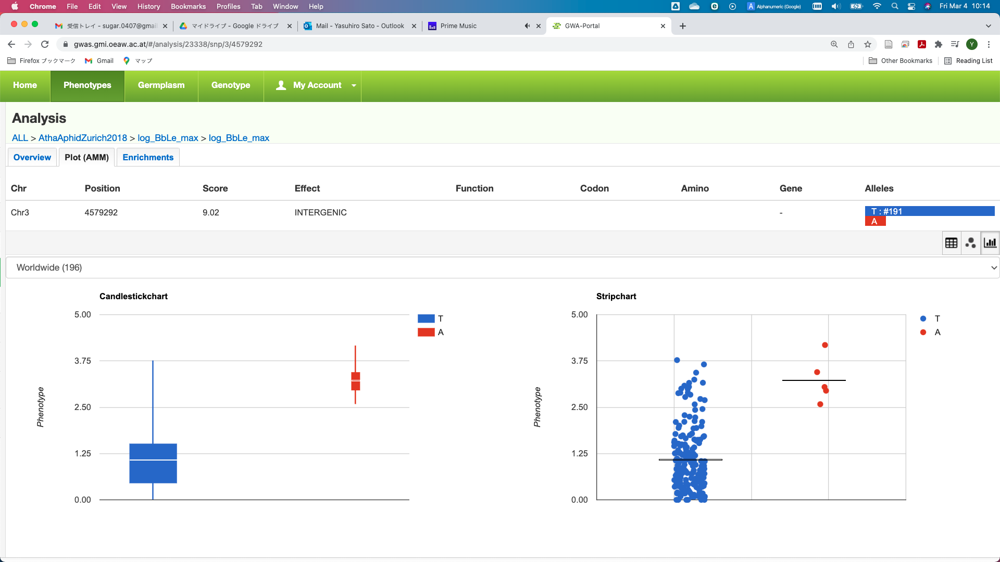 Chrome File Edit View History Bookmarks Profiles Tab Window Help A Alphanumeric (Google) Fri Mar 4 10:14
受信トレイ - sugar.0407@gmai マイドライブ - Google ドライブ Mail - Yasuhiro Sato - Outlook Prime Music GWA-Portal
gwas.gmi.oeaw.ac.at/#/analysis/23338/snp/3/4579292 Y
Firefox ブックマーク Gmail マップ Other Bookmarks Reading List
Home Phenotypes Germplasm Genotype My Account
Analysis
ALL > AthaAphidZurich2018 > log_BbLe_max > log_BbLe_max
Overview Plot (AMM) Enrichments
Chr Position Score Effect Function Codon Amino Gene Alleles
Chr3 4579292 9.02 INTERGENIC - T : #191
A
Worldwide (196)
Candlestickchart
5.00
3.75
2.50
1.25
0.00
Phenotype
T
A
Stripchart
5.00
3.75
2.50
1.25
0.00
Phenotype
T
A